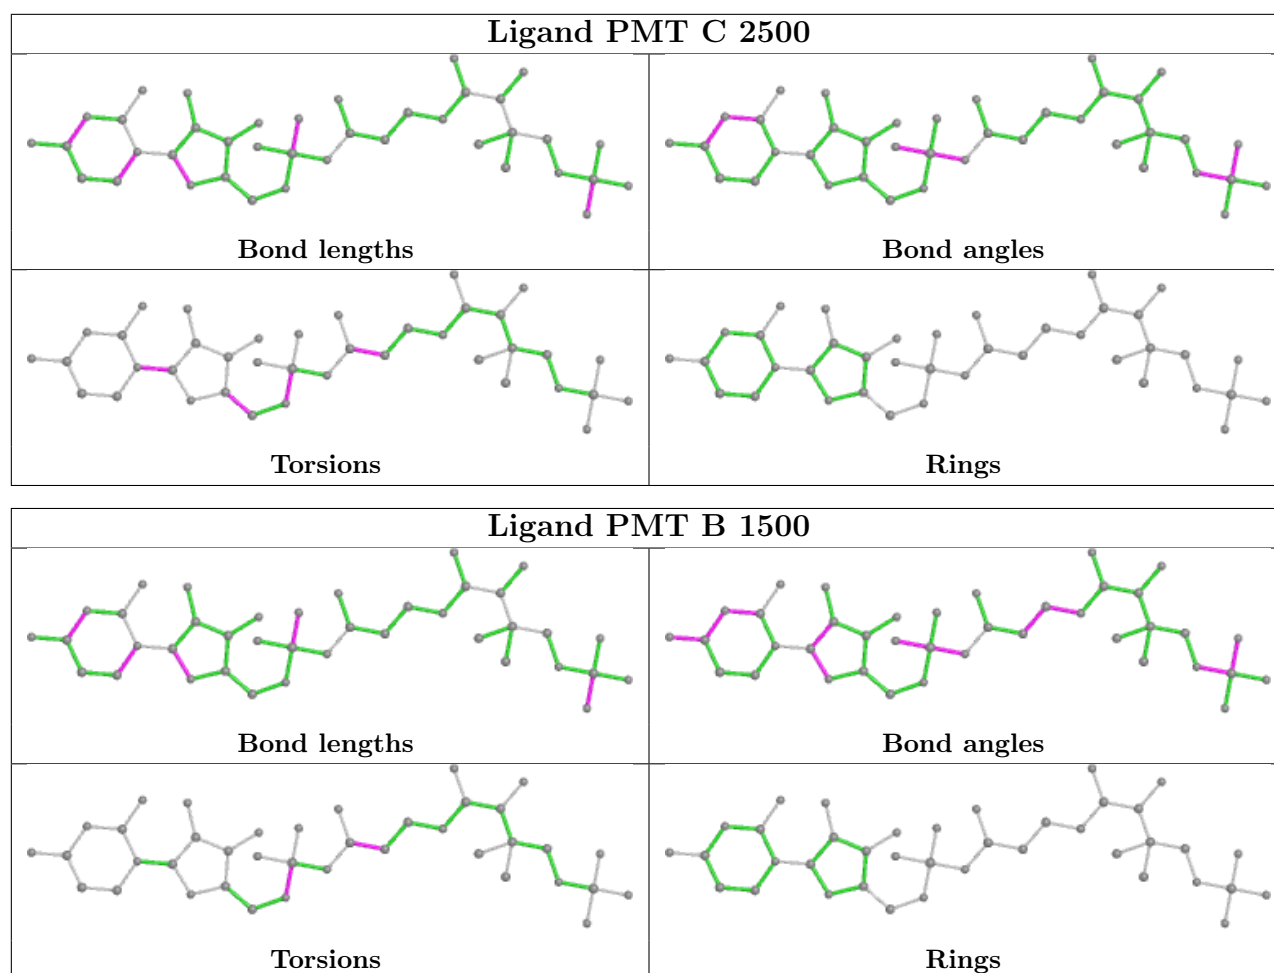 Ligand PMT C 2500
Bond lengths
Bond angles
Torsions
Rings
Ligand PMT B 1500
Bond lengths
Bond angles
Torsions
Rings